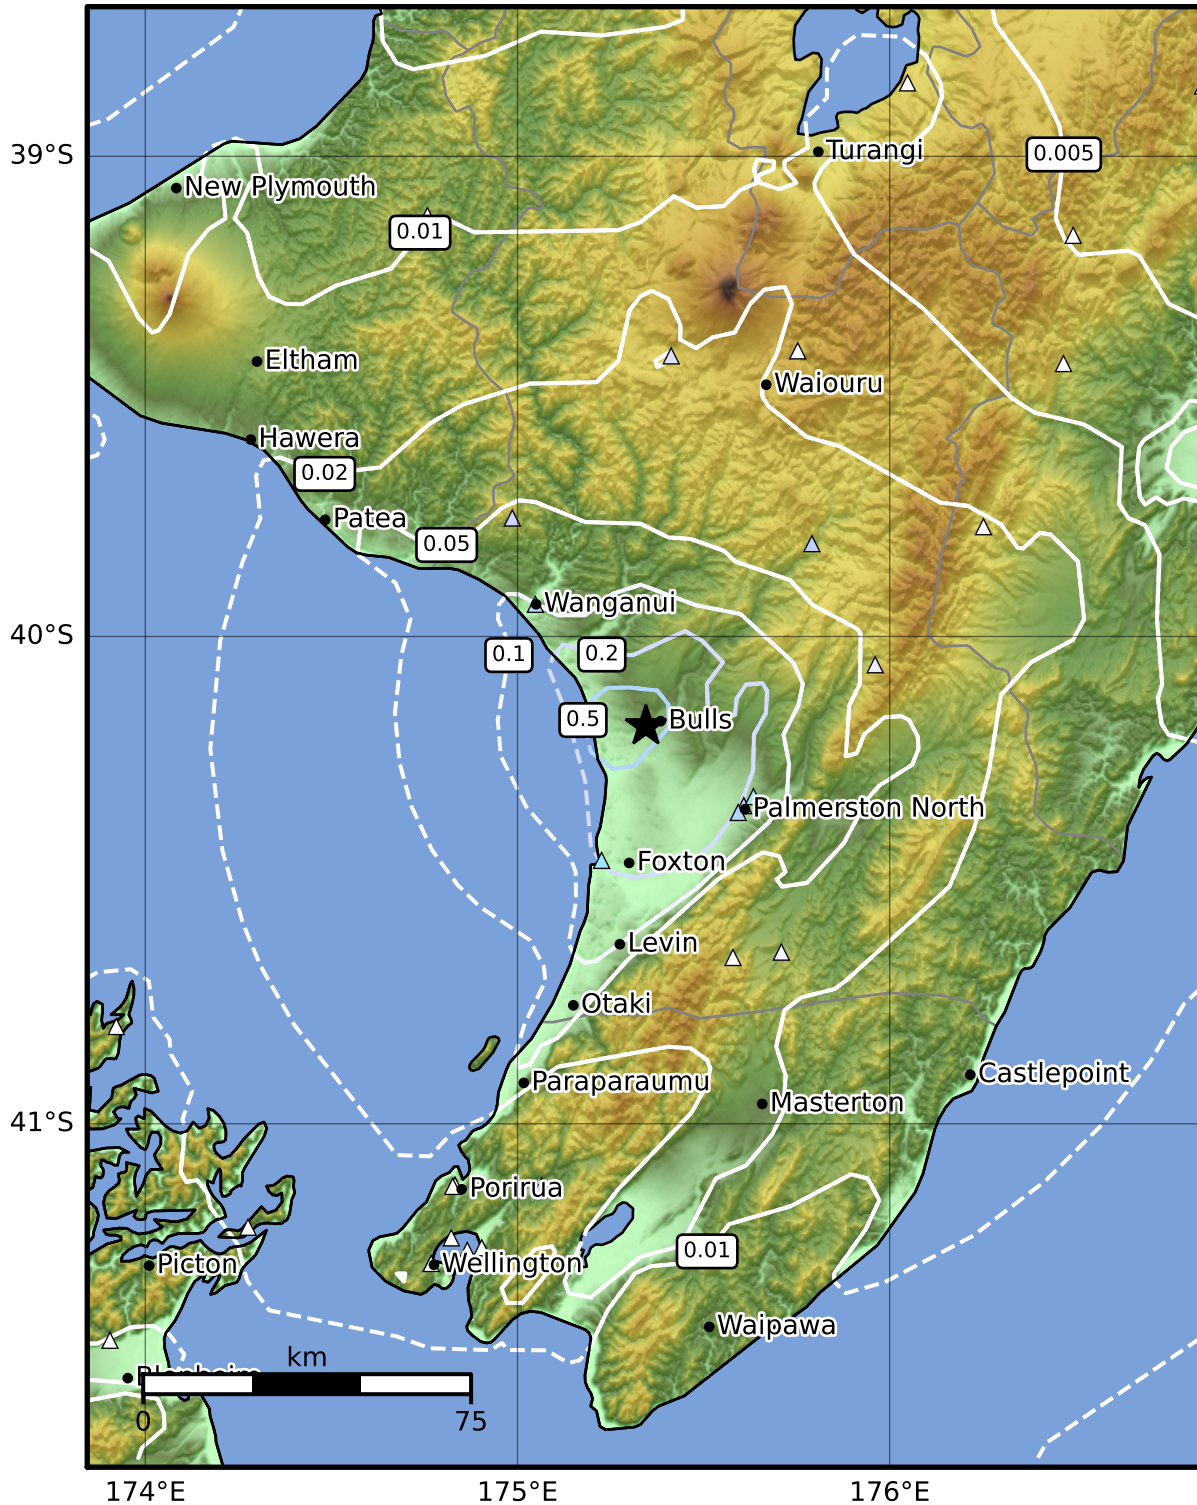 39°S
Turangi
0.005
New Plymouth
0.01
Eltham
Waiouru
Hawera
0.02
Patea
0.05
Wanganui
40°S
0.1
0.2
0.5
Bulls
Palmerston North
Foxton
Levin
Otaki
Paraparaumu
Castlepoint
Masterton
41°S
Porirua
0.01
Picton
Wellington
Waipawa
km
Blenheim
0
75
174°E
175°E
176°E